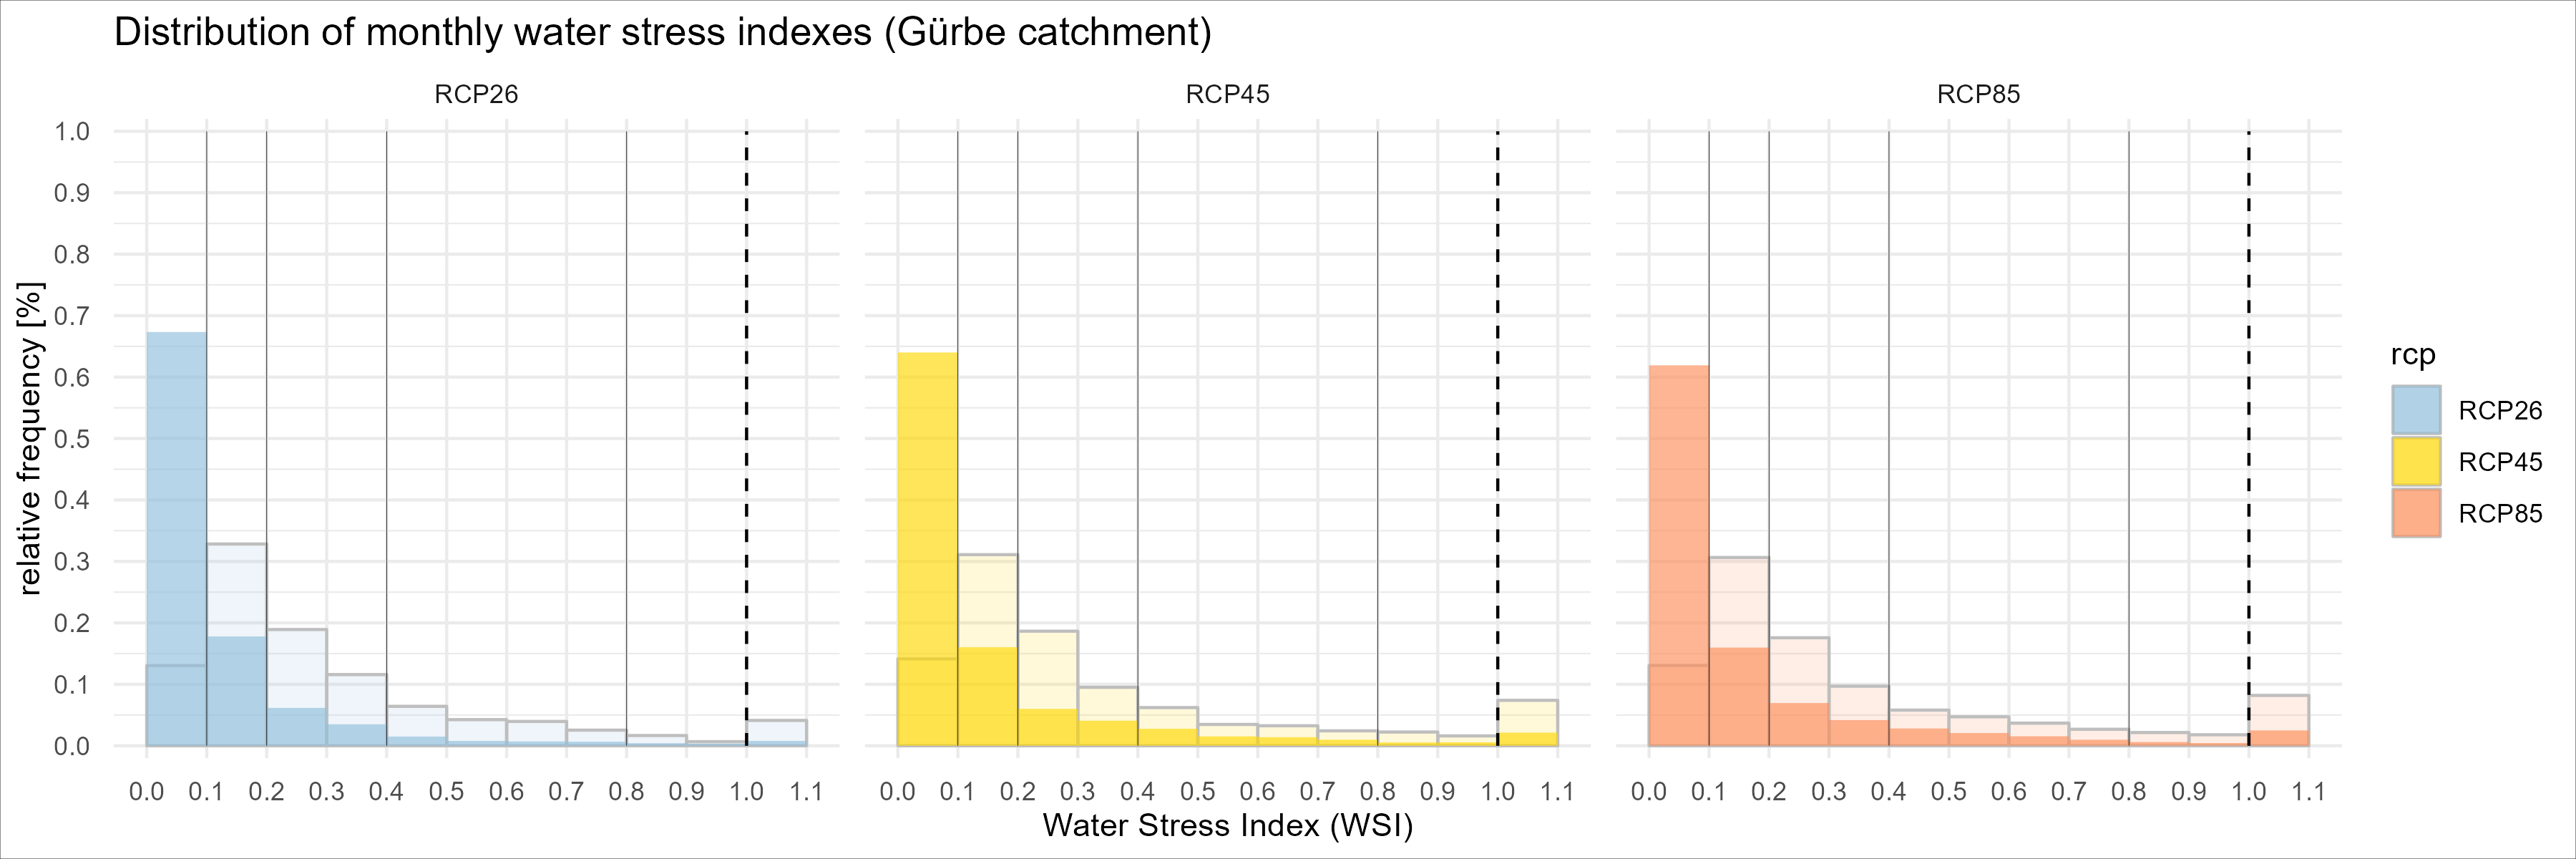 Distribution of monthly water stress indexes (Gürbe catchment)
RCP26 RCP45 RCP85
relative frequency [%]
1.0
0.9
0.8
0.7
0.6
0.5
0.4
0.3
0.2
0.1
0.0
0.0 0.1 0.2 0.3 0.4 0.5 0.6 0.7 0.8 0.9 1.0 1.1 0.0 0.1 0.2 0.3 0.4 0.5 0.6 0.7 0.8 0.9 1.0 1.1 0.0 0.1 0.2 0.3 0.4 0.5 0.6 0.7 0.8 0.9 1.0 1.1
Water Stress Index (WSI)
rcp
RCP26
RCP45
RCP85